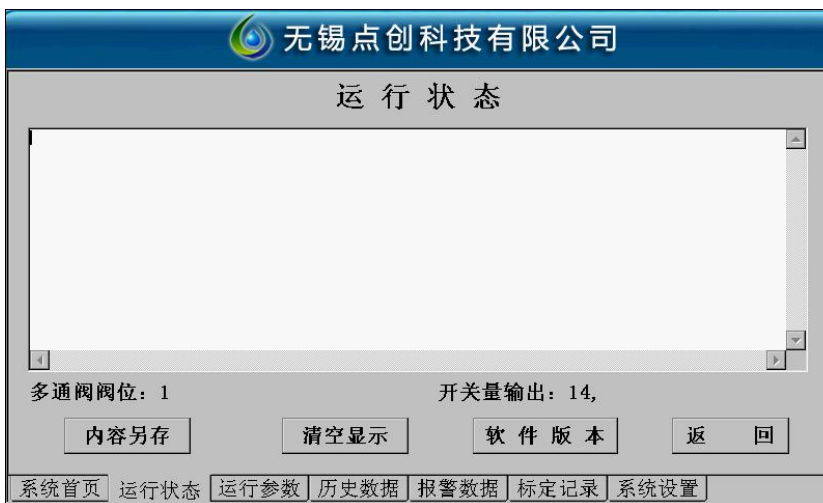 无锡点创科技有限公司
运行状态
多通阀阀位：1 开关量输出：14,
内容另存 清空显示 软件版本 返回
系统首页 运行状态 运行参数 历史数据 报警数据 标定记录 系统设置